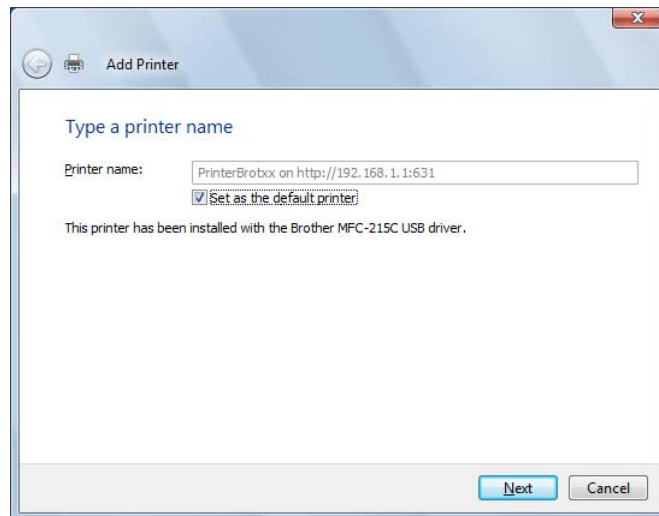 Add Printer
Type a printer name
Printer name: PrinterBrotxx on http://192.168.1.1:631
Set as the default printer
This printer has been installed with the Brother MFC-215C USB driver.
Next Cancel